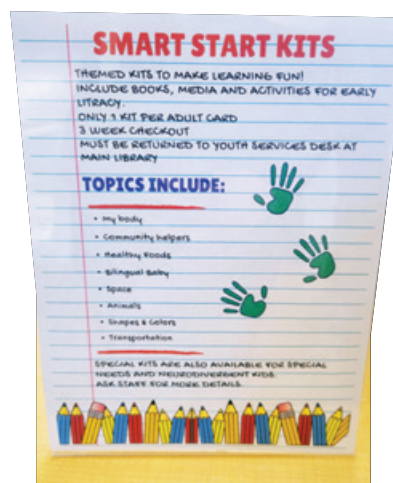 SMART START KITS
THEMED KITS TO MAKE LEARNING FUN!
INCLUDE BOOKS, MEDIA AND ACTIVITIES FOR EARLY
LITRACY.
ONLY 1 KIT PER ADULT CARD
3 WEEK CHECKOUT
MUST BE RETURNED TO YOUTH SERVICES DESK AT
MAIN LIBRARY
TOPICS INCLUDE:
• My body
• Community helpers
• Healthy Foods
• Bilingual Baby
• Space
• Animals
• Shapes & Colors
• Transportation
SPECIAL KITS ARE ALSO AVAILABLE FOR SPECIAL
NEEDS AND NEURODIVERGENT KIDS.
ASK STAFF FOR MORE DETAILS.